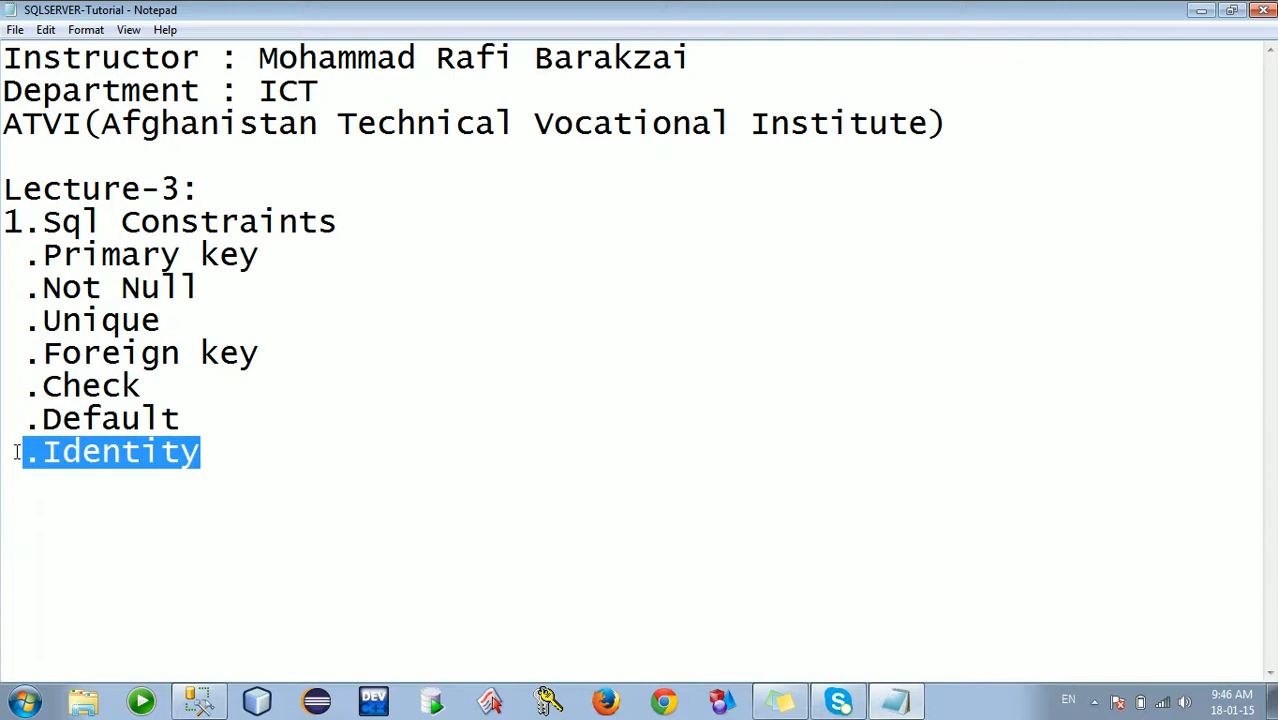 SQLSERVER-Tutorial - Notepad
File Edit Format View Help
Instructor : Mohammad Rafi Barakzai
Department : ICT
ATVI(Afghanistan Technical Vocational Institute)
Lecture-3:
1.Sql Constraints
.Primary key
.Not Null
.Unique
.Foreign key
.Check
.Default
.Identity
DEV
C++
EN
9:46 AM
18-01-15